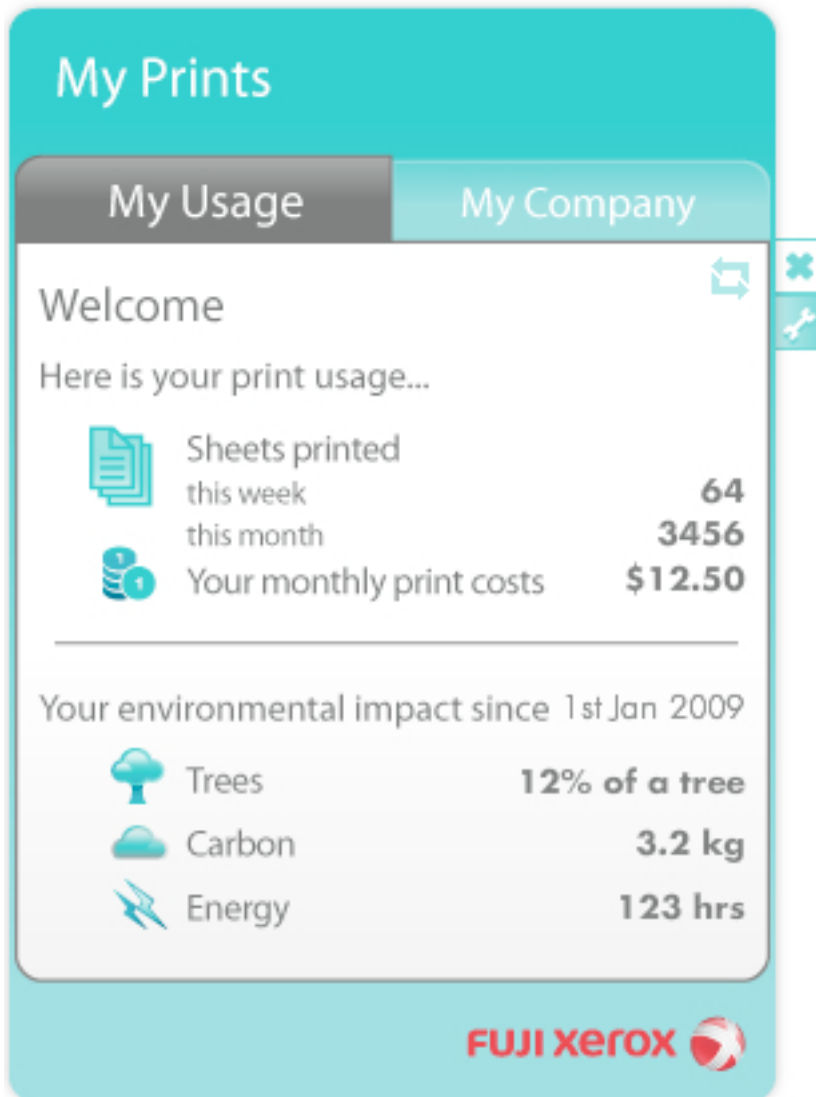 My Prints
My Usage
My Company
Welcome
Here is your print usage...
Sheets printed
this week 64
this month 3456
1
1
Your monthly print costs $12.50
Your environmental impact since 1st Jan 2009
Trees 12% of a tree
Carbon 3.2 kg
Energy 123 hrs
FUJI xerox